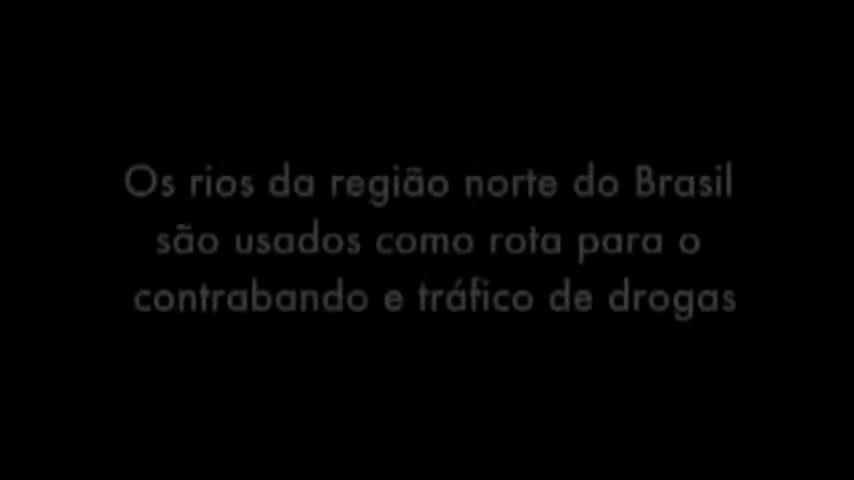 Os rios da região norte do Brasil
são usados como rota para o
contrabando e tráfico de drogas